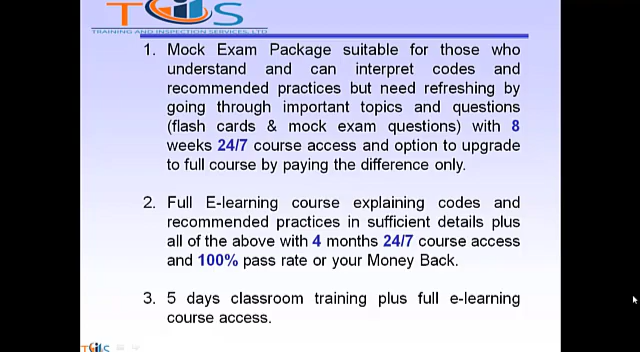 TIIS
TRAINING AND INSPECTION SERVICES, LTD
1. Mock Exam Package suitable for those who
understand and can interpret codes and
recommended practices but need refreshing by
going through important topics and questions
(flash cards & mock exam questions) with 8
weeks 24/7 course access and option to upgrade
to full course by paying the difference only.
2. Full E-learning course explaining codes and
recommended practices in sufficient details plus
all of the above with 4 months 24/7 course access
and 100% pass rate or your Money Back.
3. 5 days classroom training plus full e-learning
course access.
TIIS